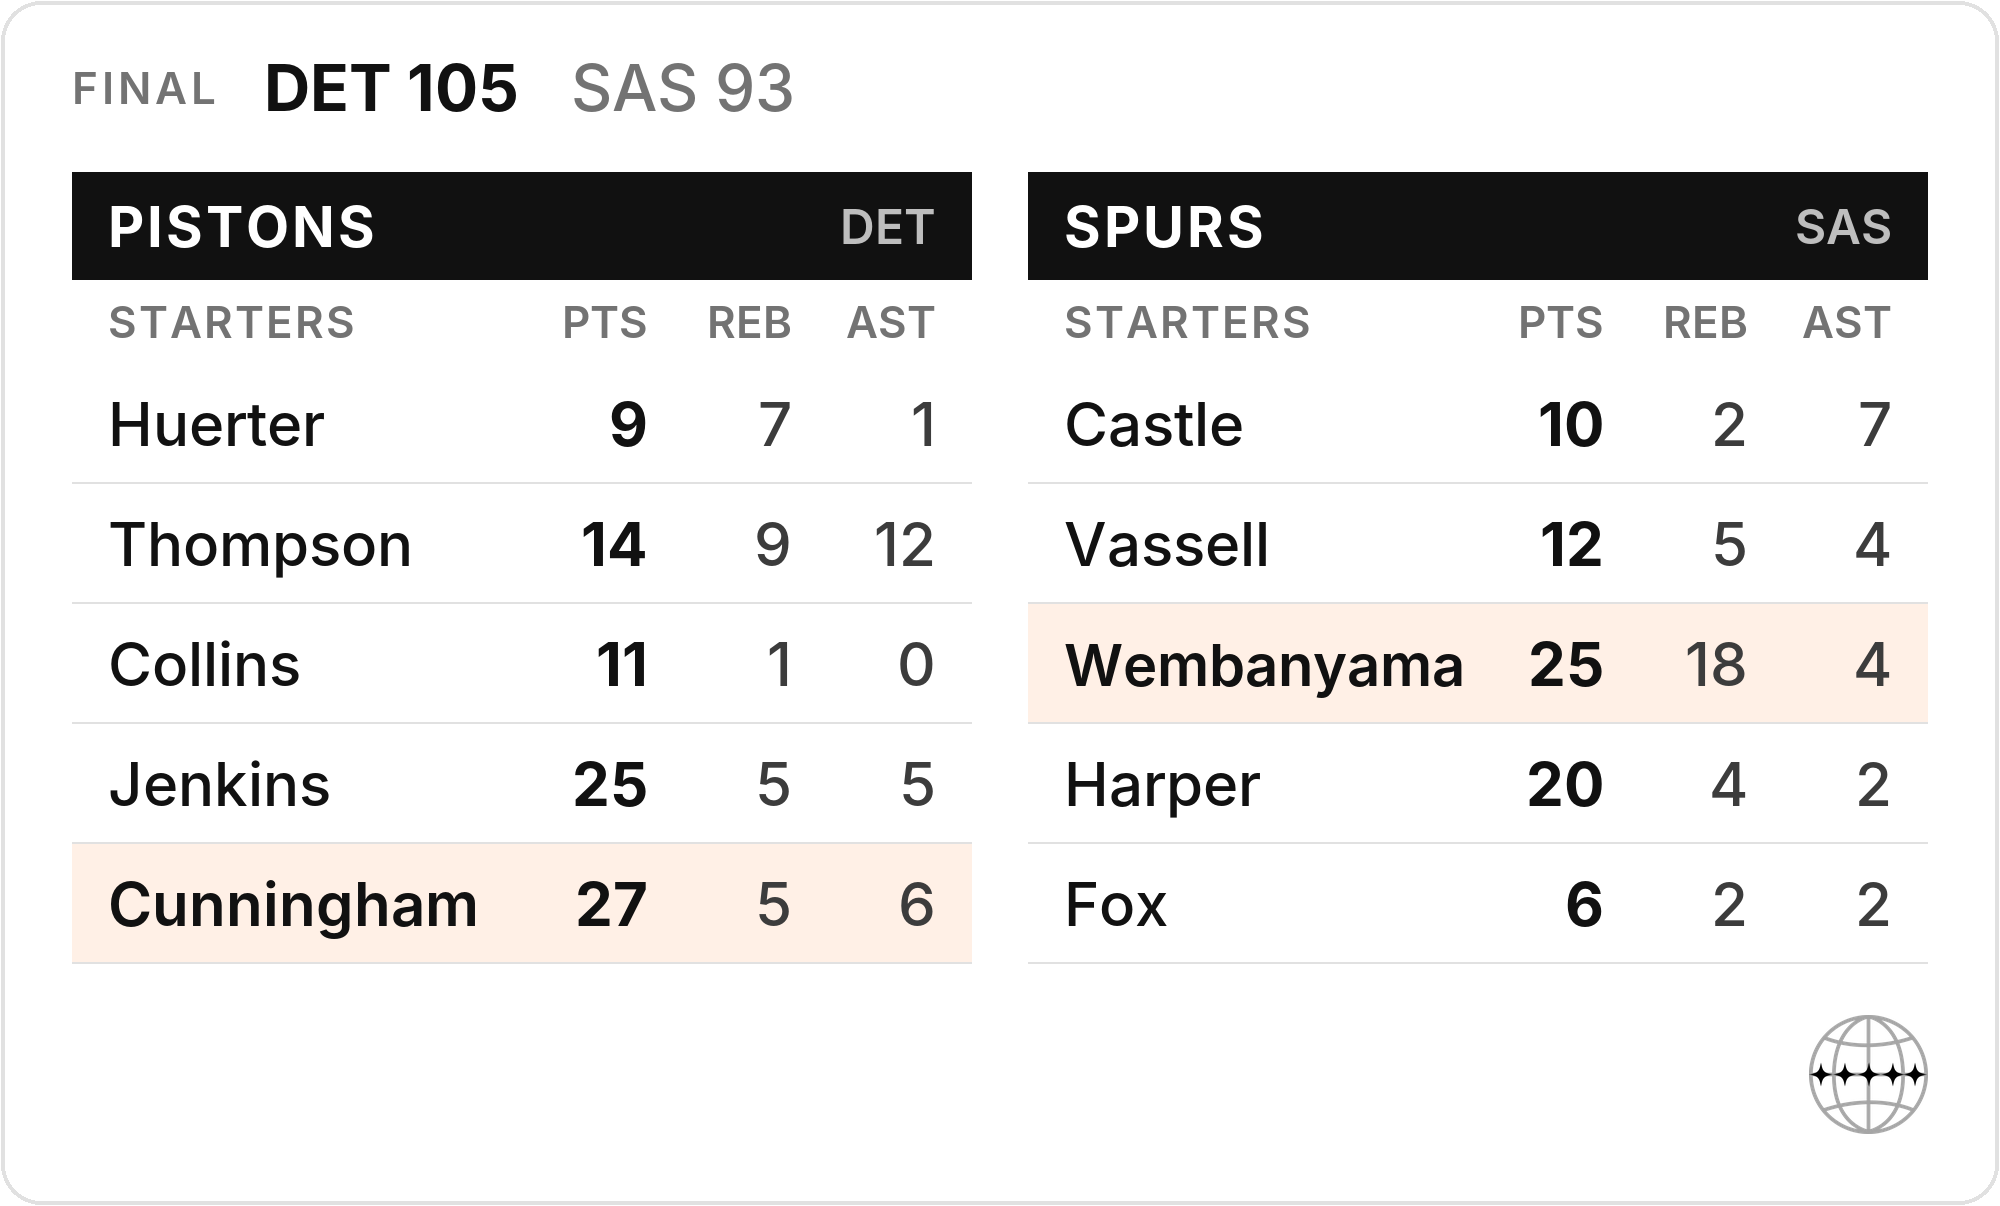 FINAL DET 105 SAS 93
PISTONS DET
STARTERS PTS REB AST
Huerter 9 7 1
Thompson 14 9 12
Collins 11 1 0
Jenkins 25 5 5
Cunningham 27 5 6
SPURS SAS
STARTERS PTS REB AST
Castle 10 2 7
Vassell 12 5 4
Wembanyama 25 18 4
Harper 20 4 2
Fox 6 2 2